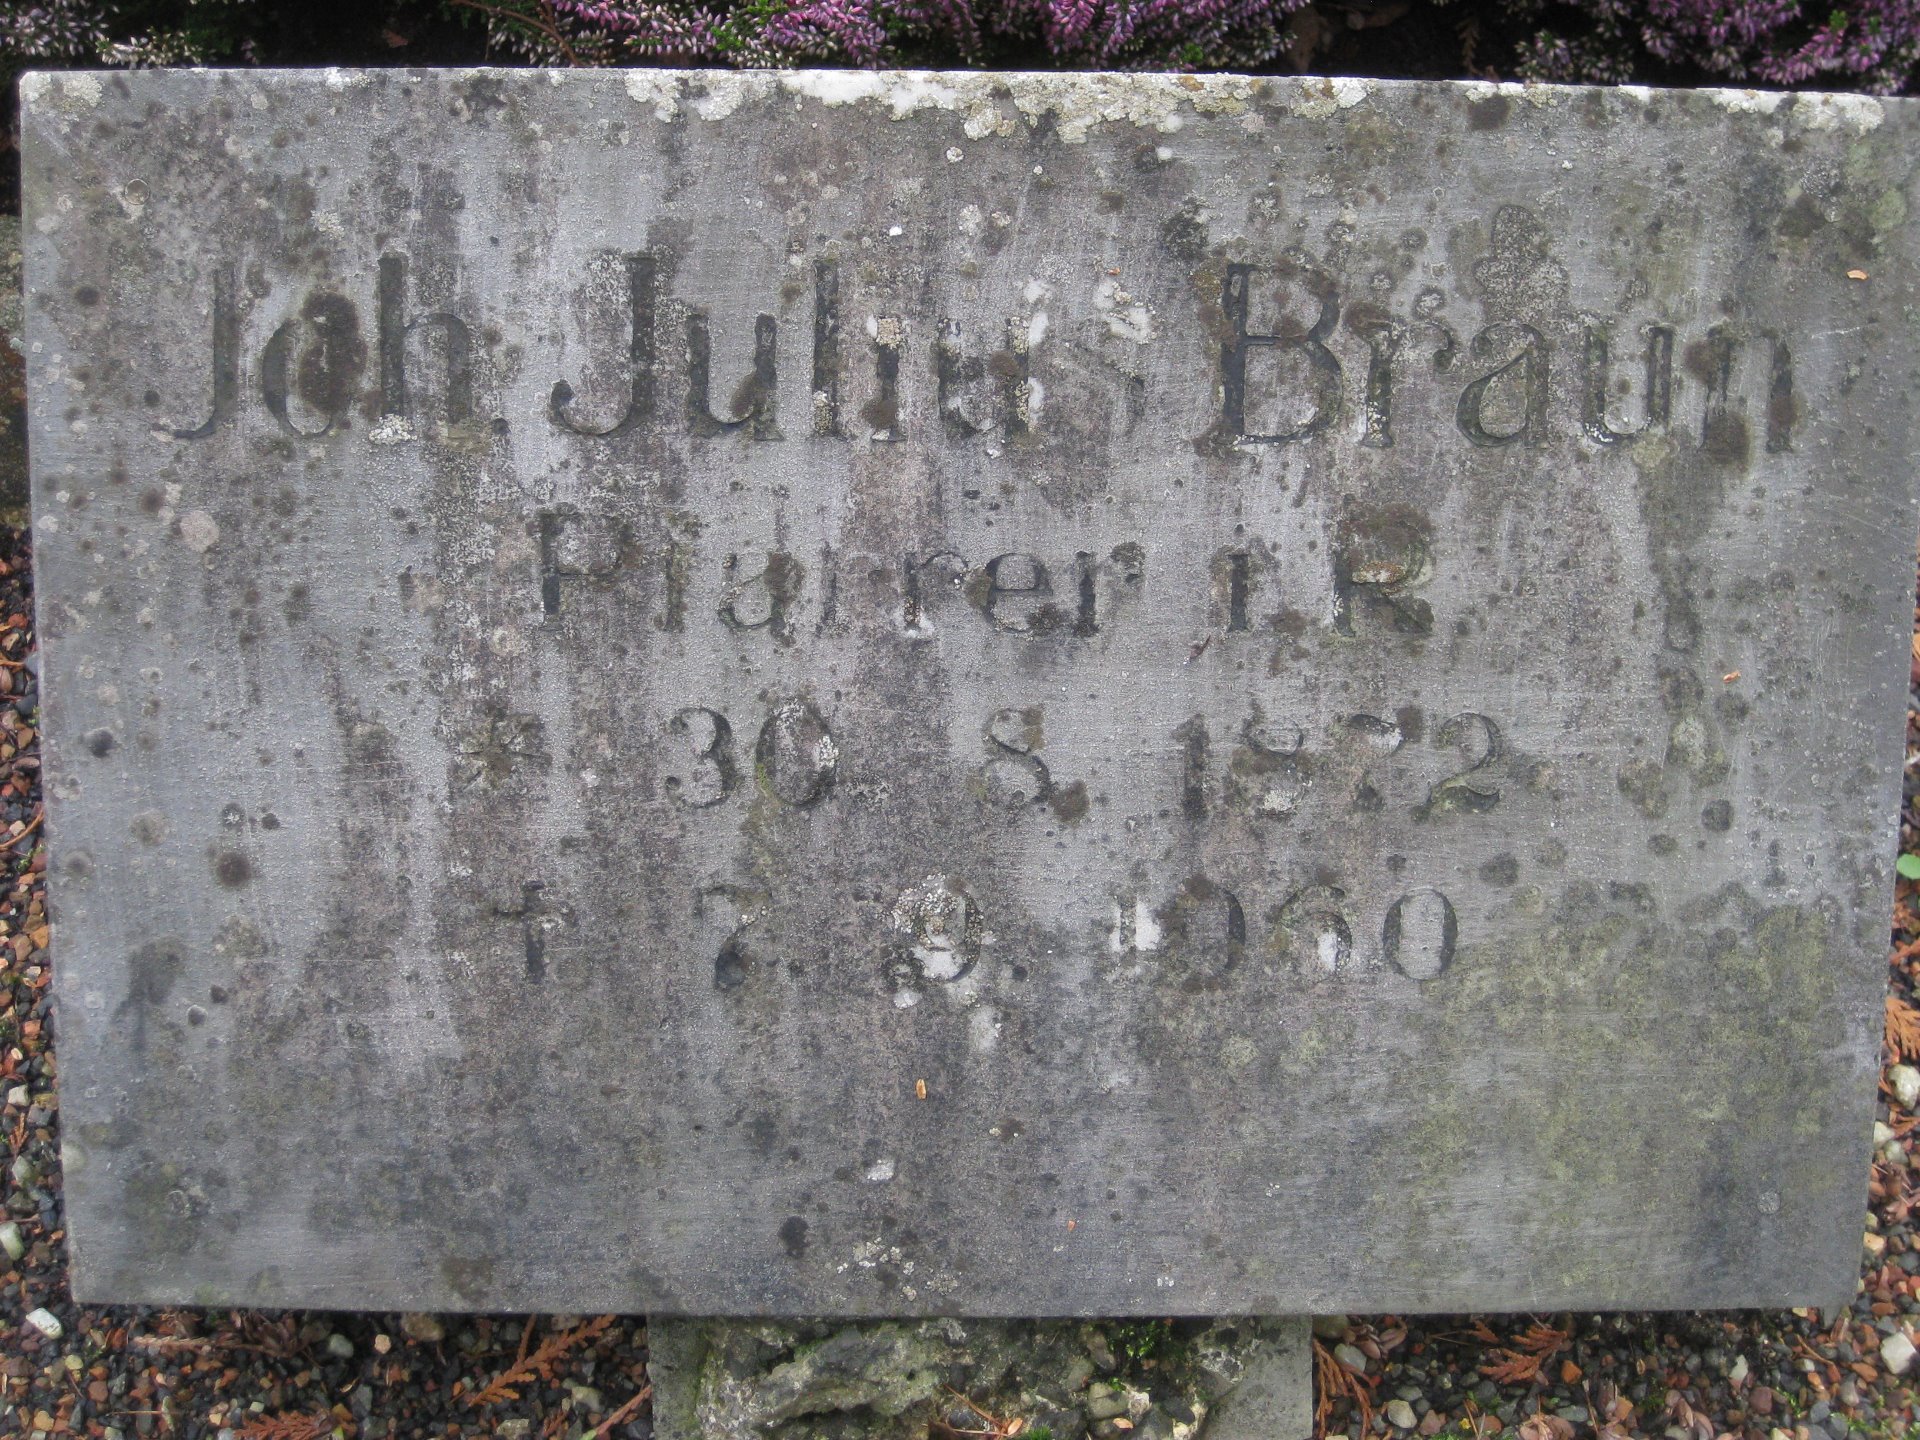 Joh. Julius Braun
Pfarrer i. R.
* 30. 8. 1872
† 7. 9. 1960